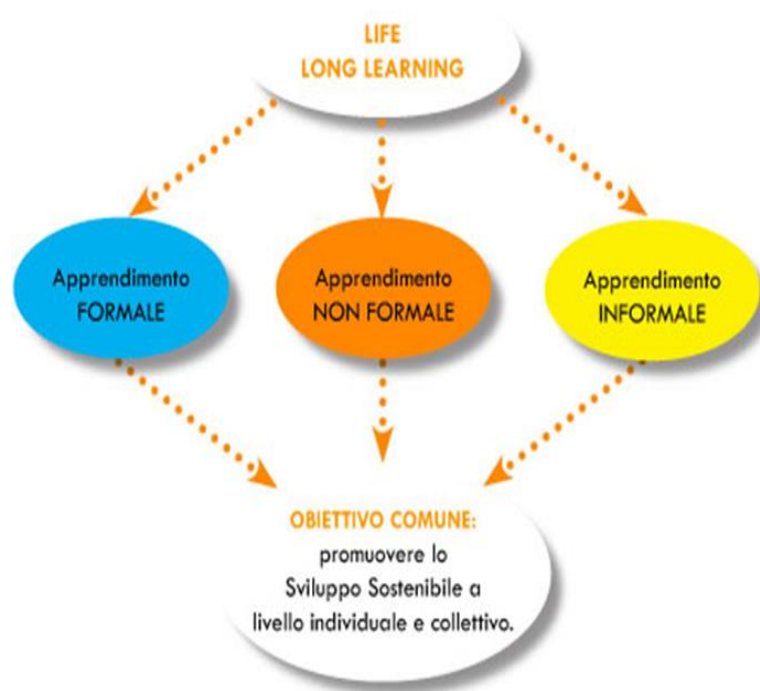 LIFE
LONG LEARNING
Apprendimento
FORMALE
Apprendimento
NON FORMALE
Apprendimento
INFORMALE
OBIETTIVO COMUNE:
promuovere lo
Sviluppo Sostenibile a
livello individuale e collettivo.